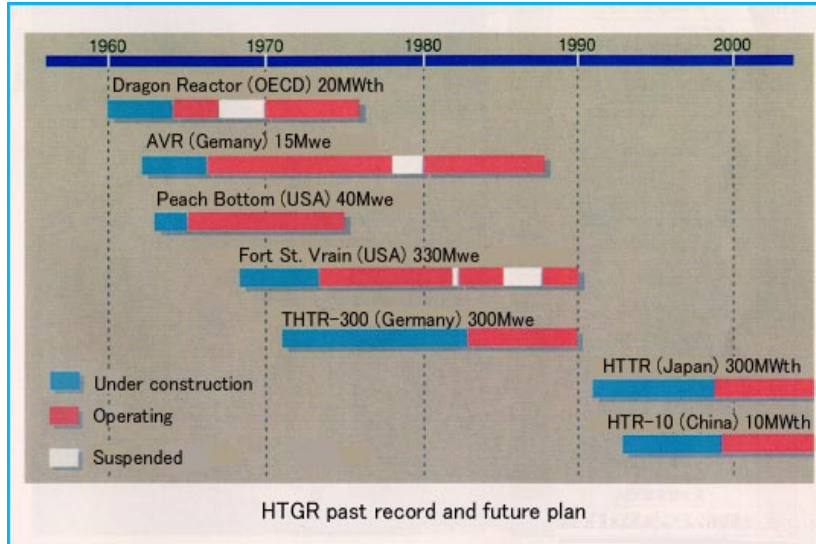 1960 1970 1980 1990 2000
Dragon Reactor (OECD) 20MWth
AVR (Gemany) 15Mwe
Peach Bottom (USA) 40Mwe
Fort St. Vrain (USA) 330Mwe
THTR-300 (Germany) 300Mwe
HTTR (Japan) 300MWth
HTR-10 (China) 10MWth
Under construction
Operating
Suspended
HTGR past record and future plan